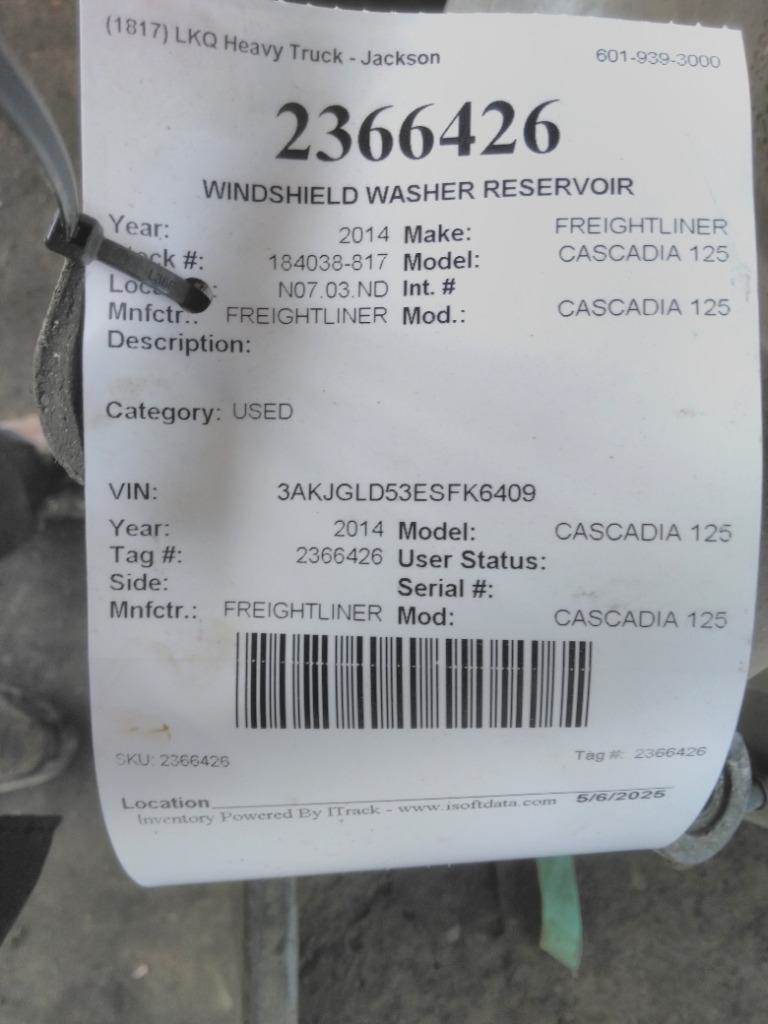 (1817) LKQ Heavy Truck - Jackson 601-939-3000
2366426
WINDSHIELD WASHER RESERVOIR
Year: 2014 Make: FREIGHTLINER
ock #: 184038-817 Model: CASCADIA 125
Loc : N07.03.ND Int. #
Mnfctr.: FREIGHTLINER Mod.: CASCADIA 125
Description:
Category: USED
VIN: 3AKJGLD53ESFK6409
Year: 2014 Model: CASCADIA 125
Tag #: 2366426 User Status:
Side: Serial #:
Mnfctr.: FREIGHTLINER Mod: CASCADIA 125
SKU: 2366426 Tag #: 2366426
Location
Inventory Powered By ITrack - www.isoftdata.com 5/6/2025